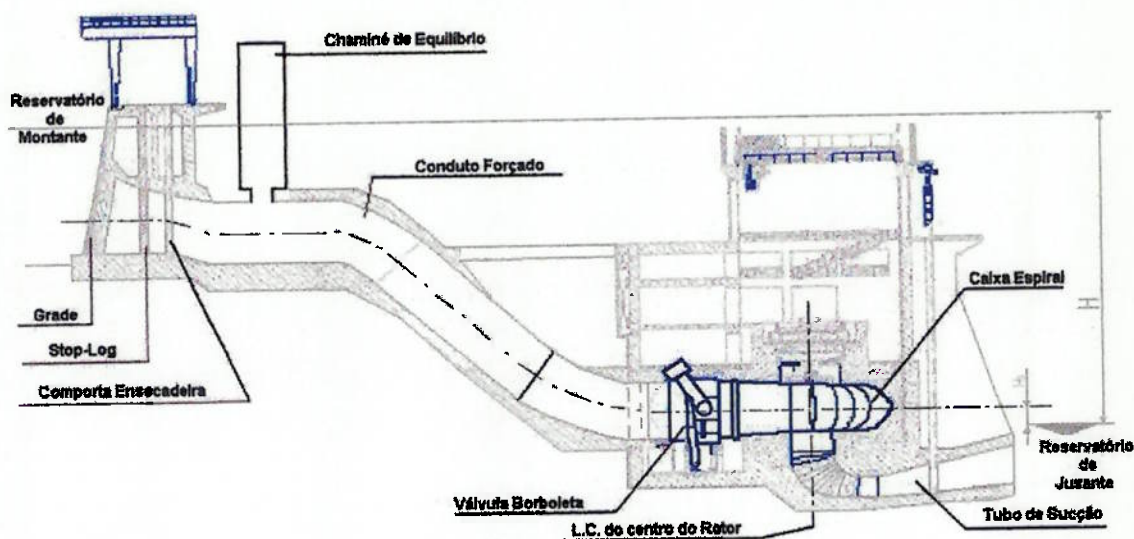 Chaminé de Equilíbrio
Reservatório
de
Montante
Conduto Forçado
Caixa Espiral
H
Grade
Stop-Log
Comporta Ensecadeira
Reservatório
de
Jusante
Válvula Borboleta
Tubo de Sucção
L.C. do centro do Rotor